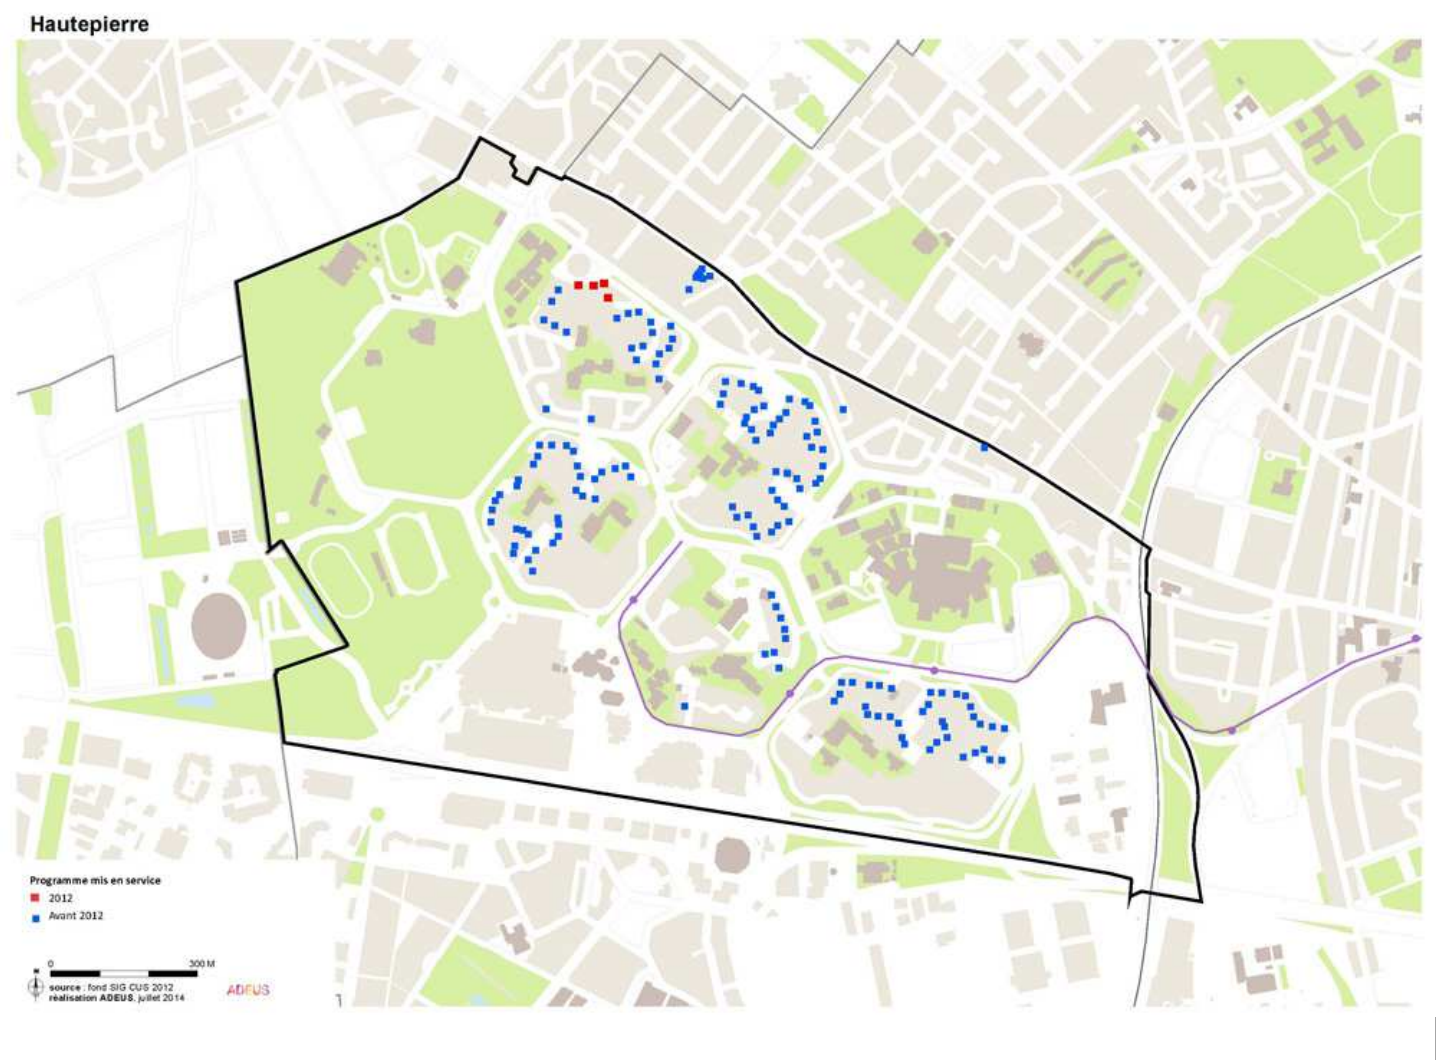 Hautepierre
Programme mis en service
2012
Avant 2012
0 300 M
N
source : fond SIG CUS 2012
réalisation ADEUS, juillet 2014
ADEUS